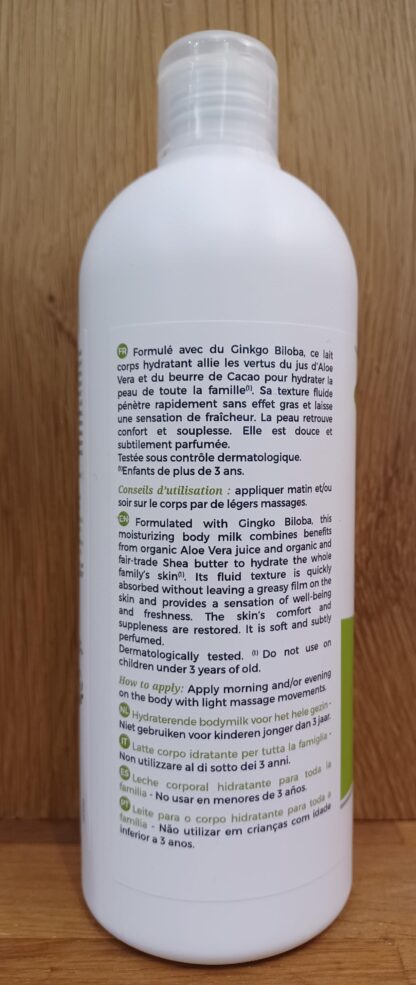 FR Formulé avec du Ginkgo Biloba, ce lait
corps hydratant allie les vertus du jus d'Aloe
Vera et du beurre de Cacao pour hydrater la
peau de toute la famille⁽¹⁾. Sa texture fluide
pénètre rapidement sans effet gras et laisse
une sensation de fraîcheur. La peau retrouve
confort et souplesse. Elle est douce et
subtilement parfumée.
Testée sous contrôle dermatologique.
⁽¹⁾Enfants de plus de 3 ans.
Conseils d'utilisation : appliquer matin et/ou
soir sur le corps par de légers massages.
EN Formulated with Gingko Biloba, this
moisturizing body milk combines benefits
from organic Aloe Vera juice and organic and
fair-trade Shea butter to hydrate the whole
family's skin⁽¹⁾. Its fluid texture is quickly
absorbed without leaving a greasy film on the
skin and provides a sensation of well-being
and freshness. The skin's comfort and
suppleness are restored. It is soft and subtly
perfumed.
Dermatologically tested. ⁽¹⁾ Do not use on
children under 3 years of old.
How to apply: Apply morning and/or evening
on the body with light massage movements.
NL Hydraterende bodymilk voor het hele gezin -
Niet gebruiken voor kinderen jonger dan 3 jaar.
IT Latte corpo idratante per tutta la famiglia -
Non utilizzare al di sotto dei 3 anni.
ES Leche corporal hidratante para toda la
familia - No usar en menores de 3 años.
PT Leite para o corpo hidratante para toda a
família - Não utilizar em crianças com idade
inferior a 3 anos.